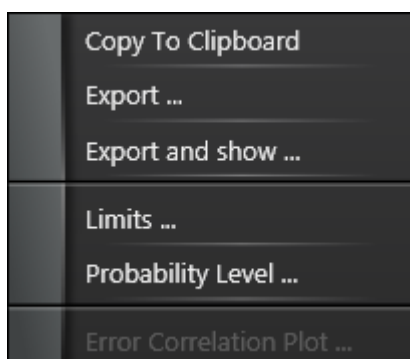 Copy To Clipboard
Export ...
Export and show ...
Limits ...
Probability Level ...
Error Correlation Plot ...